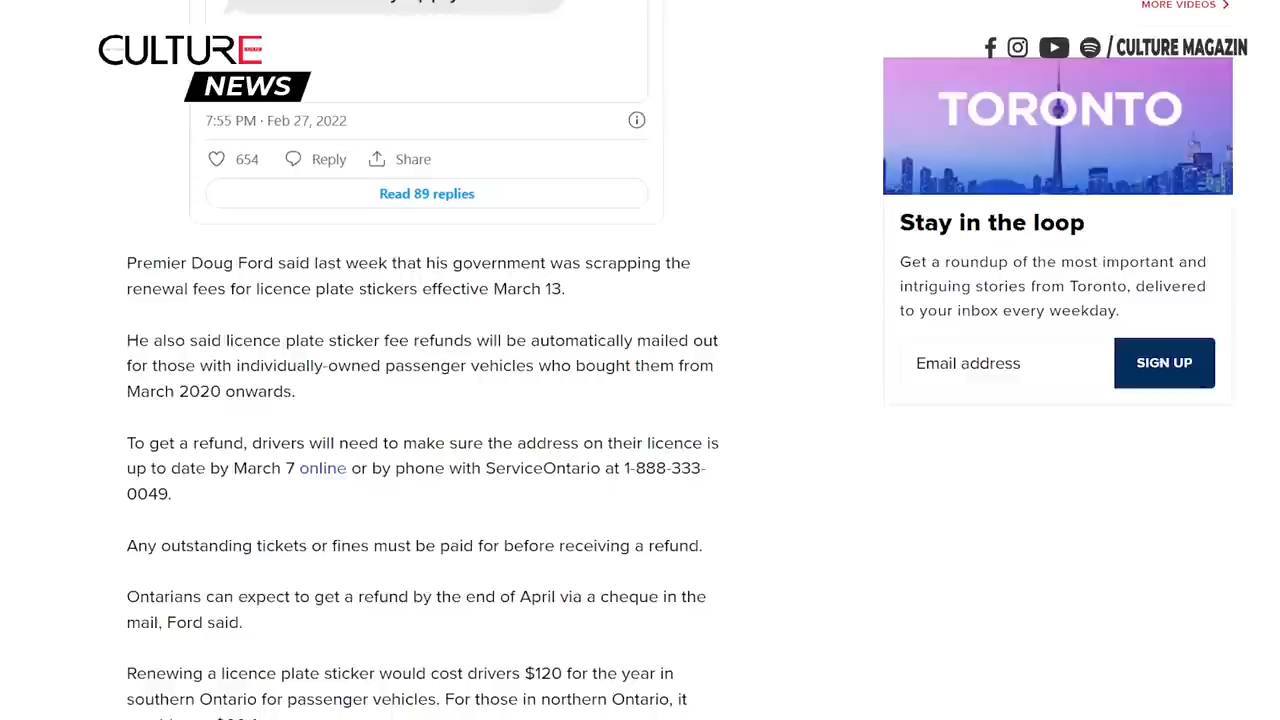 MORE VIDEOS
CULTURE
NEWS
/ CULTURE MAGAZIN
7:55 PM · Feb 27, 2022
654 Reply Share
Read 89 replies
Premier Doug Ford said last week that his government was scrapping the
renewal fees for licence plate stickers effective March 13.
He also said licence plate sticker fee refunds will be automatically mailed out
for those with individually-owned passenger vehicles who bought them from
March 2020 onwards.
To get a refund, drivers will need to make sure the address on their licence is
up to date by March 7 online or by phone with ServiceOntario at 1-888-333-
0049.
Any outstanding tickets or fines must be paid for before receiving a refund.
Ontarians can expect to get a refund by the end of April via a cheque in the
mail, Ford said.
Renewing a licence plate sticker would cost drivers $120 for the year in
southern Ontario for passenger vehicles. For those in northern Ontario, it
TORONTO
Stay in the loop
Get a roundup of the most important and
intriguing stories from Toronto, delivered
to your inbox every weekday.
Email address
SIGN UP